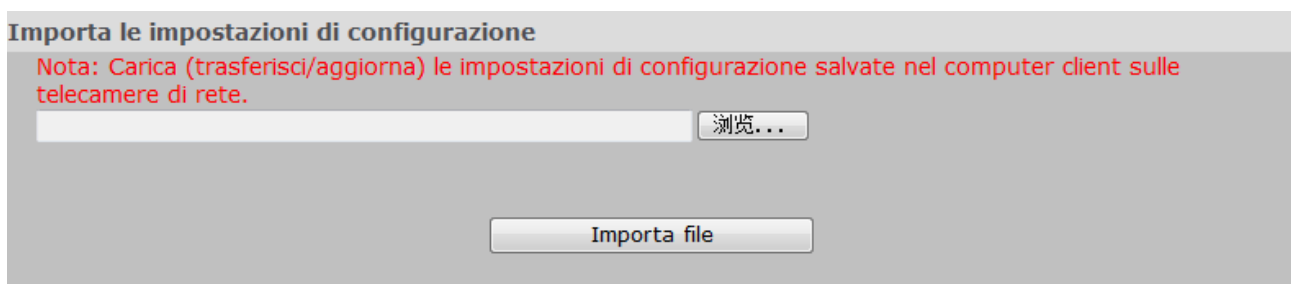 Importa le impostazioni di configurazione
Nota: Carica (trasferisci/aggiorna) le impostazioni di configurazione salvate nel computer client sulle
telecamere di rete.
浏览...
Importa file